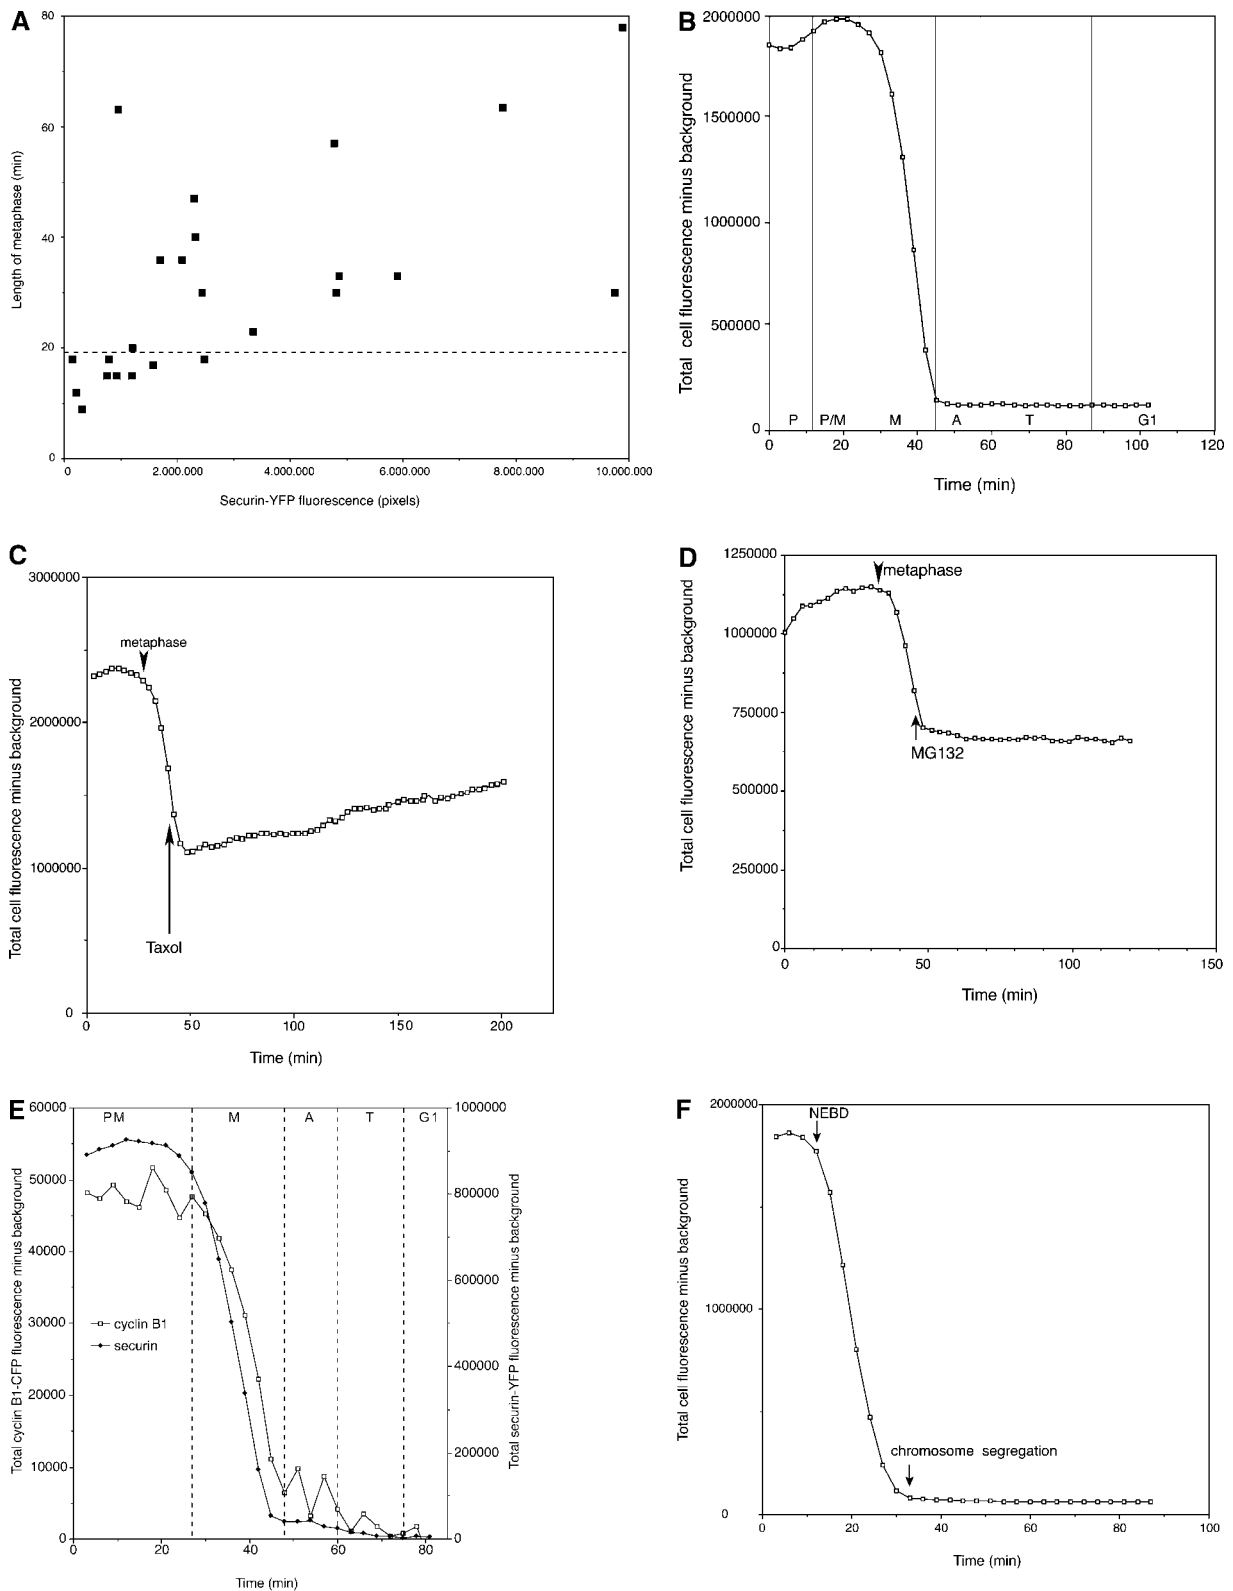 A
80
60
40
20
0
Length of metaphase (min)
0 2.000.000 4.000.000 6.000.000 8.000.000 10.000.000
Securin-YFP fluorescence (pixels)
B
2000000
1500000
1000000
500000
0
Total cell fluorescence minus background
P P/M M A T G1
0 20 40 60 80 100 120
Time (min)
C
3000000
2000000
1000000
0
Total cell fluorescence minus background
metaphase
Taxol
0 50 100 150 200
Time (min)
D
1250000
1000000
750000
500000
250000
0
Total cell fluorescence minus background
metaphase
MG132
0 50 100 150
Time (min)
E
60000
50000
40000
30000
20000
10000
0
Total cyclin B1-CFP fluorescence minus background
PM M A T G1
cyclin B1
securin
1000000
800000
600000
400000
200000
0
Total securin-YFP fluorescence minus background
0 20 40 60 80
Time (min)
F
2000000
1000000
0
Total cell fluorescence minus background
NEBD
chromosome segregation
0 20 40 60 80 100
Time (min)